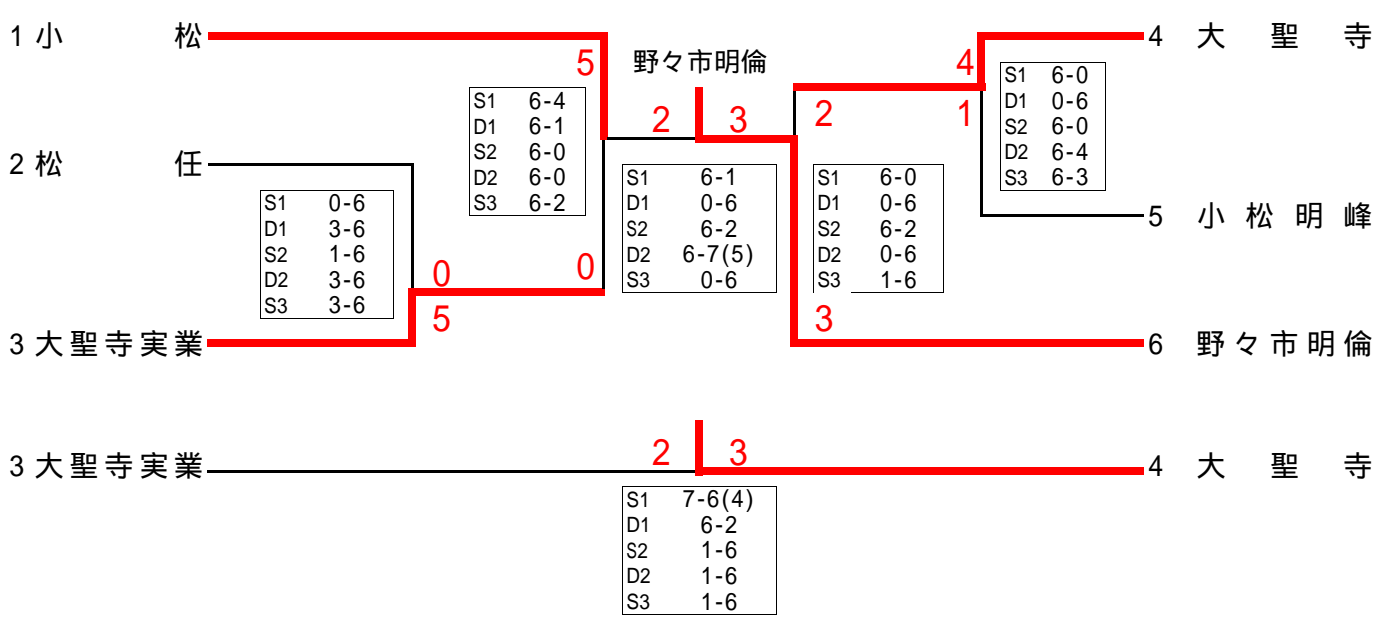 1 小 松
5
野々市明倫
4
4 大 聖 寺
S1 6-4
D1 6-1
S2 6-0
D2 6-0
S3 6-2
2
3
2
1
S1 6-0
D1 0-6
S2 6-0
D2 6-4
S3 6-3
2 松 任
S1 0-6
D1 3-6
S2 1-6
D2 3-6
S3 3-6
S1 6-1
D1 0-6
S2 6-2
D2 6-7(5)
S3 0-6
S1 6-0
D1 0-6
S2 6-2
D2 0-6
S3 1-6
5 小 松 明 峰
0
0
5
3
3 大聖寺実業
6 野々市明倫
3 大聖寺実業
2
3
4 大 聖 寺
S1 7-6(4)
D1 6-2
S2 1-6
D2 1-6
S3 1-6